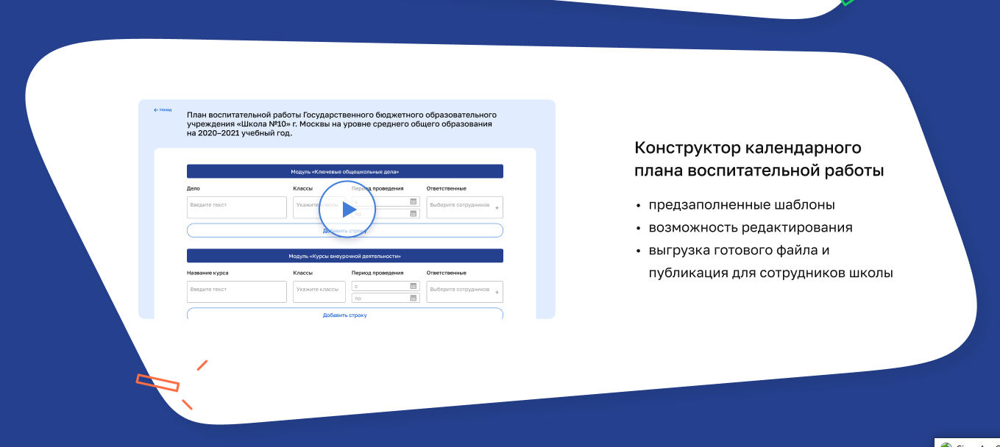 ← Назад
План воспитательной работы Государственного бюджетного образовательного
учреждения «Школа №10» г. Москвы на уровне среднего общего образования
на 2020–2021 учебный год.
Модуль «Ключевые общешкольные дела»
Дело Классы Период проведения Ответственные
Введите текст Укажите классы с Выберите сотрудников +
по
Добавить строку
Модуль «Курсы внеурочной деятельности»
Название курса Классы Период проведения Ответственные
Введите текст Укажите классы с Выберите сотрудников +
по
Добавить строку
Конструктор календарного
плана воспитательной работы
• предзаполненные шаблоны
• возможность редактирования
• выгрузка готового файла и
публикация для сотрудников школы